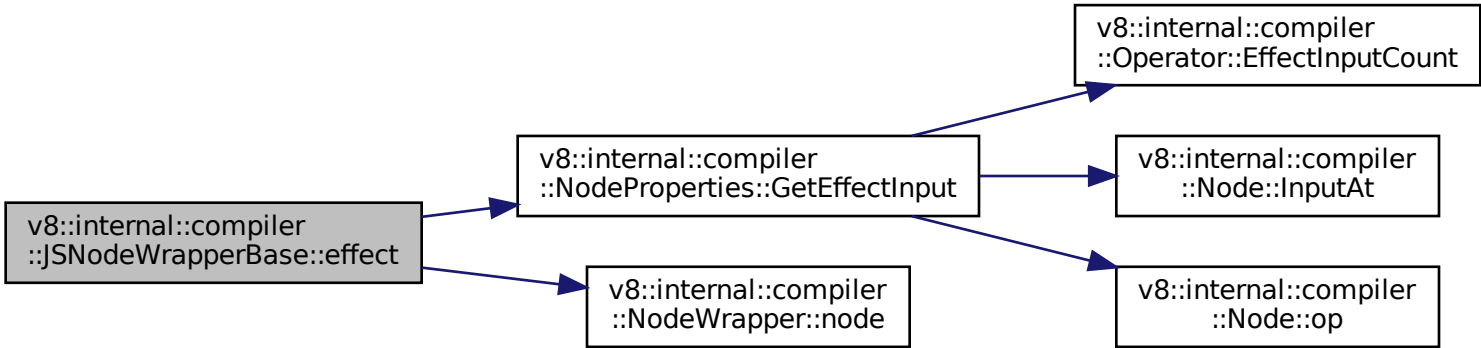 v8::internal::compiler
::JSNodeWrapperBase::effect
v8::internal::compiler
::NodeProperties::GetEffectInput
v8::internal::compiler
::NodeWrapper::node
v8::internal::compiler
::Operator::EffectInputCount
v8::internal::compiler
::Node::InputAt
v8::internal::compiler
::Node::op